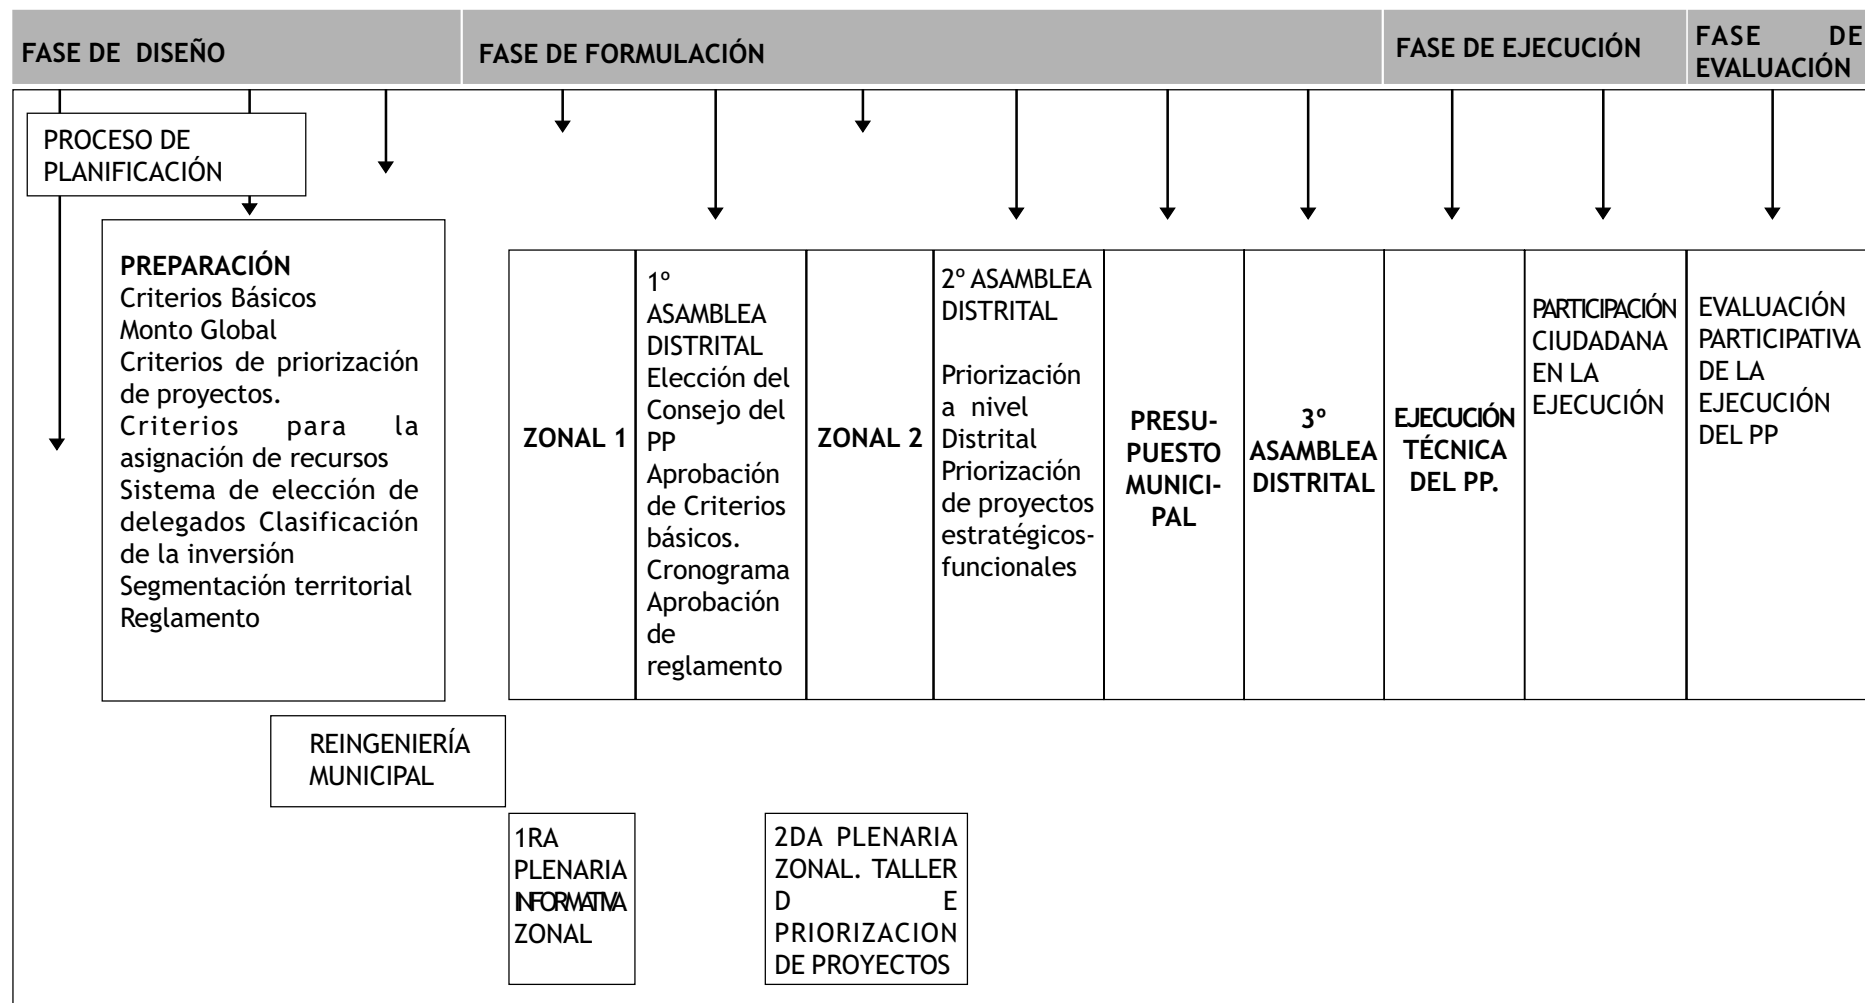 FASE DE DISEÑO
FASE DE FORMULACIÓN
FASE DE EJECUCIÓN
FASE DE
EVALUACIÓN
PROCESO DE
PLANIFICACIÓN
PREPARACIÓN
Criterios Básicos
Monto Global
Criterios de priorización
de proyectos.
Criterios para la
asignación de recursos
Sistema de elección de
delegados Clasificación
de la inversión
Segmentación territorial
Reglamento
REINGENIERÍA
MUNICIPAL
ZONAL 1
1º
ASAMBLEA
DISTRITAL
Elección del
Consejo del
PP
Aprobación
de Criterios
básicos.
Cronograma
Aprobación
de
reglamento
ZONAL 2
2º ASAMBLEA
DISTRITAL
Priorización
a nivel
Distrital
Priorización
de proyectos
estratégicos-
funcionales
PRESU-
PUESTO
MUNICI-
PAL
3º
ASAMBLEA
DISTRITAL
EJECUCIÓN
TÉCNICA
DEL PP.
PARTICIPACIÓN
CIUDADANA
EN LA
EJECUCIÓN
EVALUACIÓN
PARTICIPATIVA
DE LA
EJECUCIÓN
DEL PP
1RA
PLENARIA
INFORMATIVA
ZONAL
2DA PLENARIA
ZONAL. TALLER
D E
PRIORIZACION
DE PROYECTOS